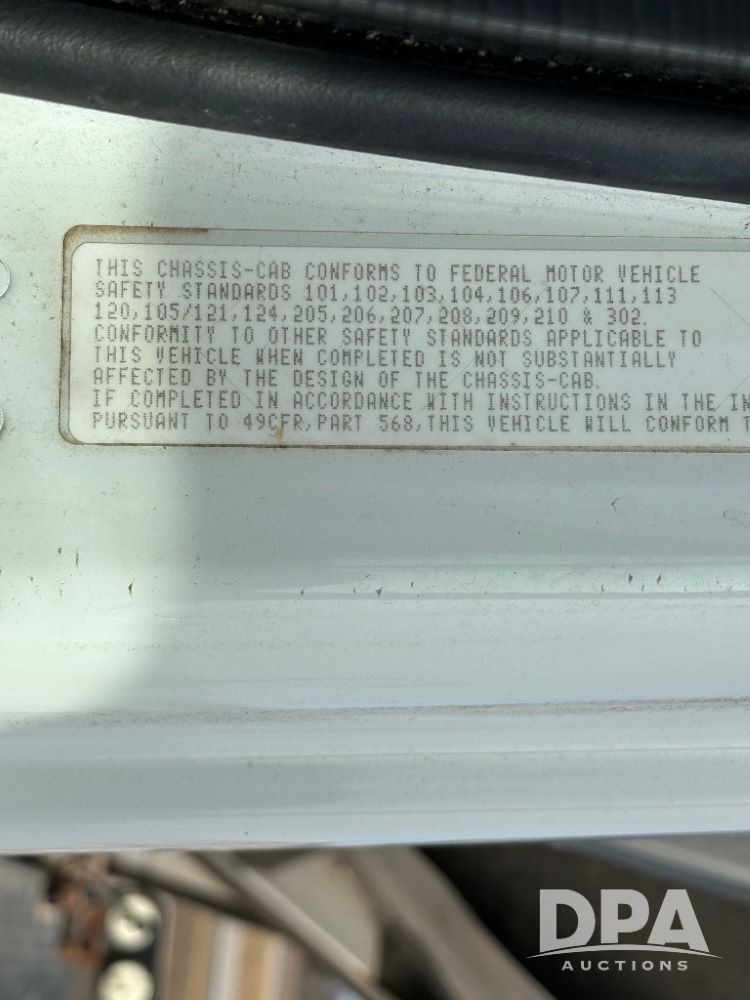 THIS CHASSIS-CAB CONFORMS TO FEDERAL MOTOR VEHICLE
SAFETY STANDARDS 101,102,103,104,106,107,111,113
120,105/121,124,205,206,207,208,209,210 & 302.
CONFORMITY TO OTHER SAFETY STANDARDS APPLICABLE TO
THIS VEHICLE WHEN COMPLETED IS NOT SUBSTANTIALLY
AFFECTED BY THE DESIGN OF THE CHASSIS-CAB.
IF COMPLETED IN ACCORDANCE WITH INSTRUCTIONS IN THE IN
PURSUANT TO 49CFR,PART 568,THIS VEHICLE WILL CONFORM T
DPA
AUCTIONS